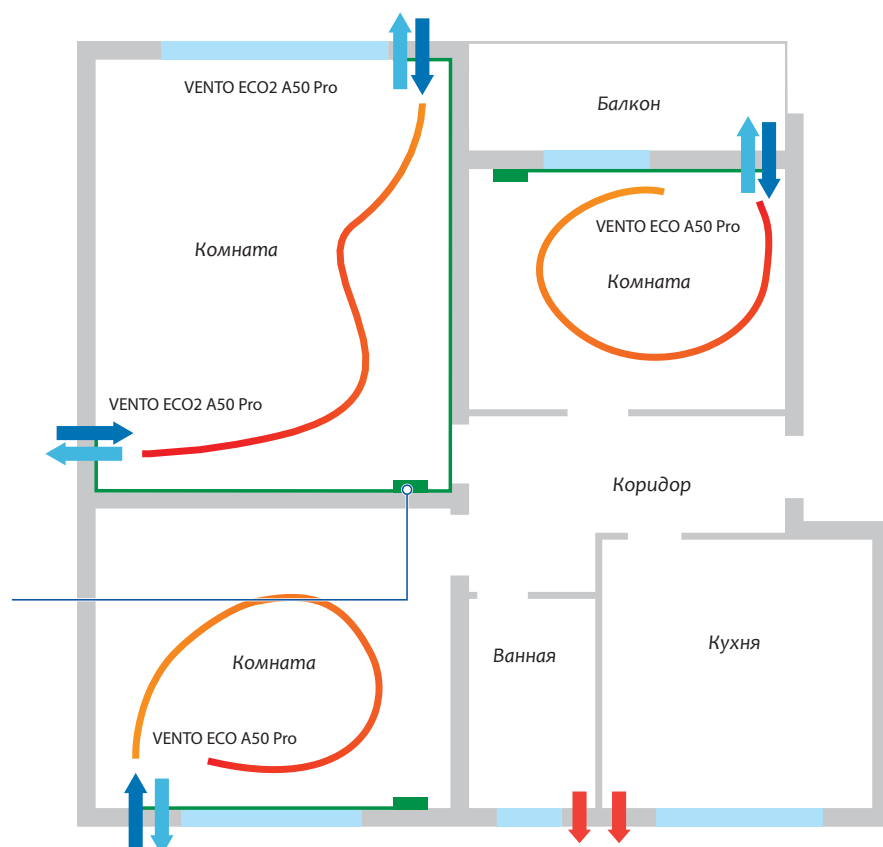 VENTO ECO2 A50 Pro
Балкон
VENTO ECO A50 Pro
Комната
Комната
VENTO ECO2 A50 Pro
Коридор
Кухня
Ванная
Комната
VENTO ECO A50 Pro